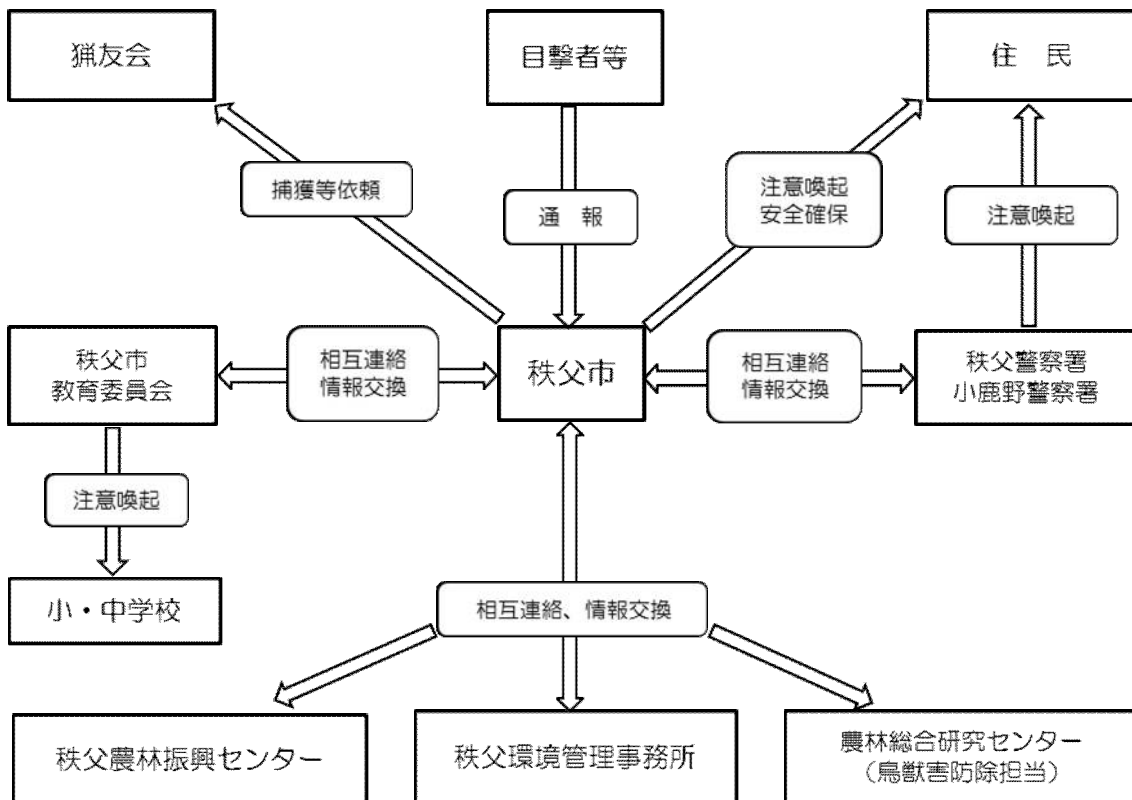 猟友会
目撃者等
住　民
捕獲等依頼
通　報
注意喚起
安全確保
注意喚起
秩父市
教育委員会
相互連絡
情報交換
秩父市
相互連絡
情報交換
秩父警察署
小鹿野警察署
注意喚起
小・中学校
相互連絡、情報交換
秩父農林振興センター
秩父環境管理事務所
農林総合研究センター
（鳥獣害防除担当）